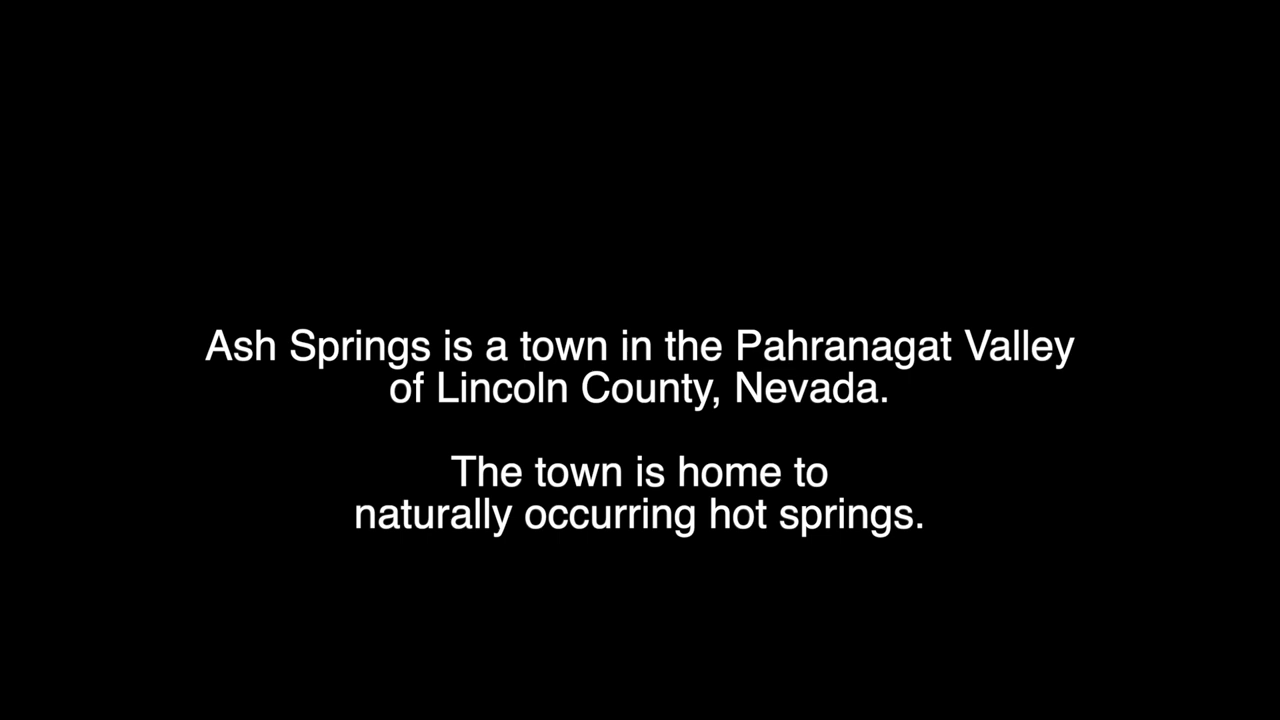 Ash Springs is a town in the Pahranagat Valley
of Lincoln County, Nevada.
The town is home to
naturally occurring hot springs.